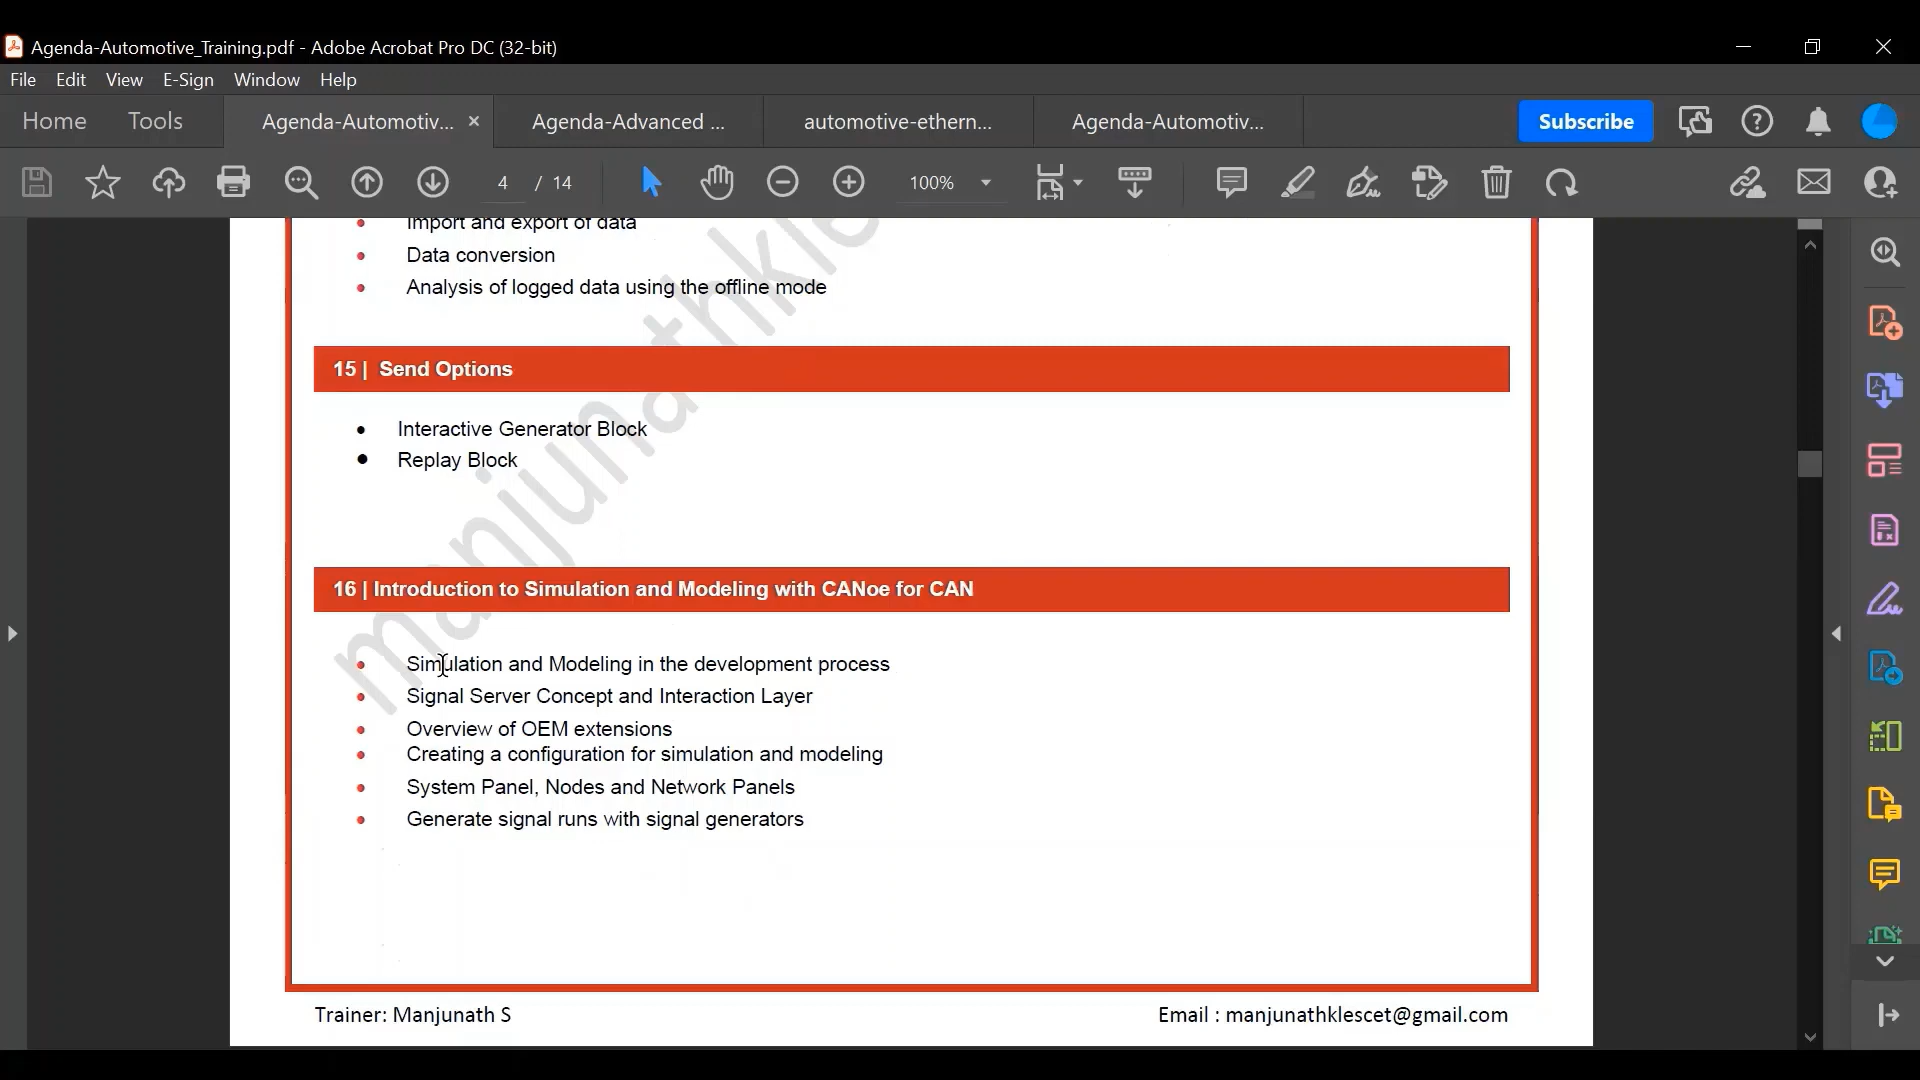 Agenda-Automotive_Training.pdf - Adobe Acrobat Pro DC (32-bit)
File Edit View E-Sign Window Help
Home Tools Agenda-Automotiv... × Agenda-Advanced ... automotive-ethern... Agenda-Automotiv... Subscribe
4 / 14 100%
Import and export of data
Data conversion
Analysis of logged data using the offline mode
15 | Send Options
Interactive Generator Block
Replay Block
16 | Introduction to Simulation and Modeling with CANoe for CAN
Simulation and Modeling in the development process
Signal Server Concept and Interaction Layer
Overview of OEM extensions
Creating a configuration for simulation and modeling
System Panel, Nodes and Network Panels
Generate signal runs with signal generators
manjunathkle
Trainer: Manjunath S Email : manjunathklescet@gmail.com